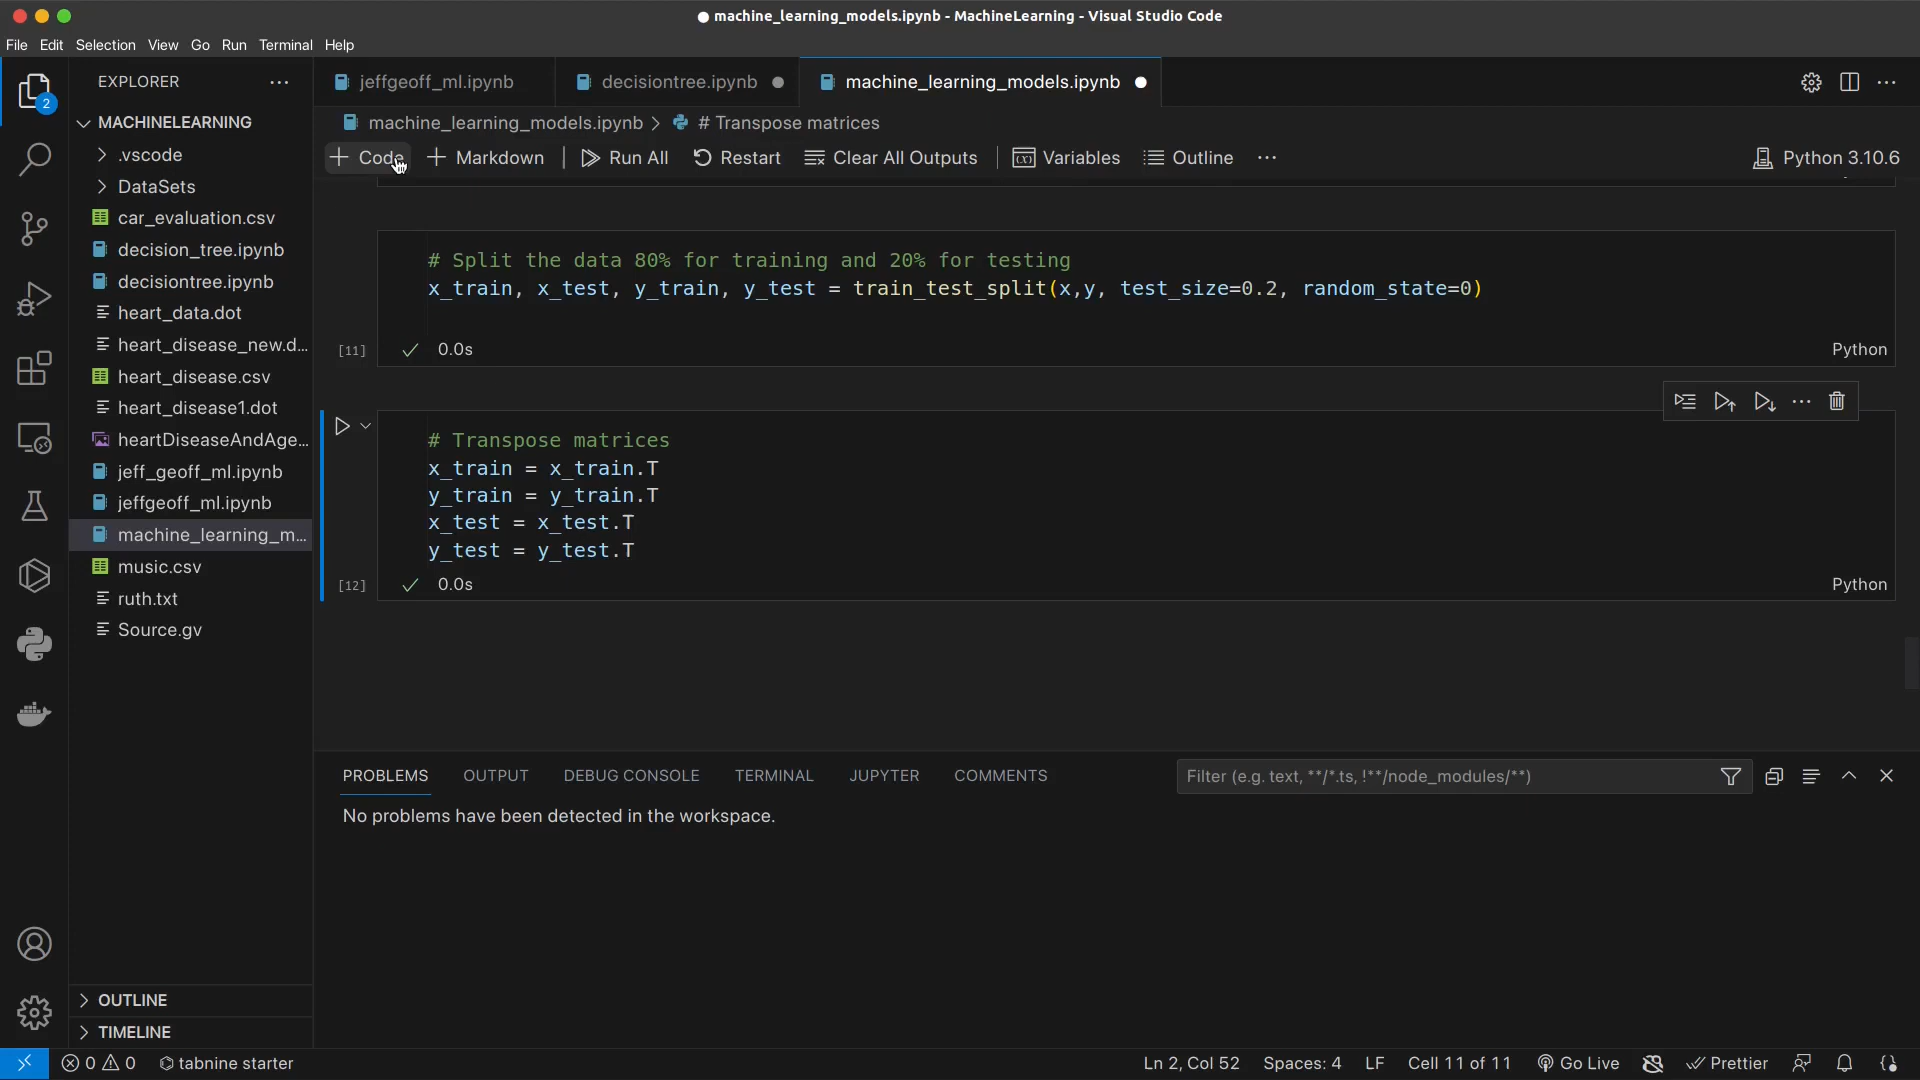 machine_learning_models.ipynb - MachineLearning - Visual Studio Code
File Edit Selection View Go Run Terminal Help
2
EXPLORER
MACHINELEARNING
.vscode
DataSets
car_evaluation.csv
decision_tree.ipynb
decisiontree.ipynb
heart_data.dot
heart_disease_new.d...
heart_disease.csv
heart_disease1.dot
heartDiseaseAndAge...
jeff_geoff_ml.ipynb
jeffgeoff_ml.ipynb
machine_learning_m...
music.csv
ruth.txt
Source.gv
OUTLINE
TIMELINE
jeffgeoff_ml.ipynb decisiontree.ipynb machine_learning_models.ipynb
machine_learning_models.ipynb > # Transpose matrices
+ Code + Markdown | Run All Restart Clear All Outputs | Variables Outline ... Python 3.10.6
# Split the data 80% for training and 20% for testing
x_train, x_test, y_train, y_test = train_test_split(x,y, test_size=0.2, random_state=0)
[11] ✓ 0.0s Python
# Transpose matrices
x_train = x_train.T
y_train = y_train.T
x_test = x_test.T
y_test = y_test.T
[12] ✓ 0.0s Python
PROBLEMS OUTPUT DEBUG CONSOLE TERMINAL JUPYTER COMMENTS Filter (e.g. text, **/*.ts, !**/node_modules/**)
No problems have been detected in the workspace.
0 0 tabnine starter Ln 2, Col 52 Spaces: 4 LF Cell 11 of 11 Go Live Prettier